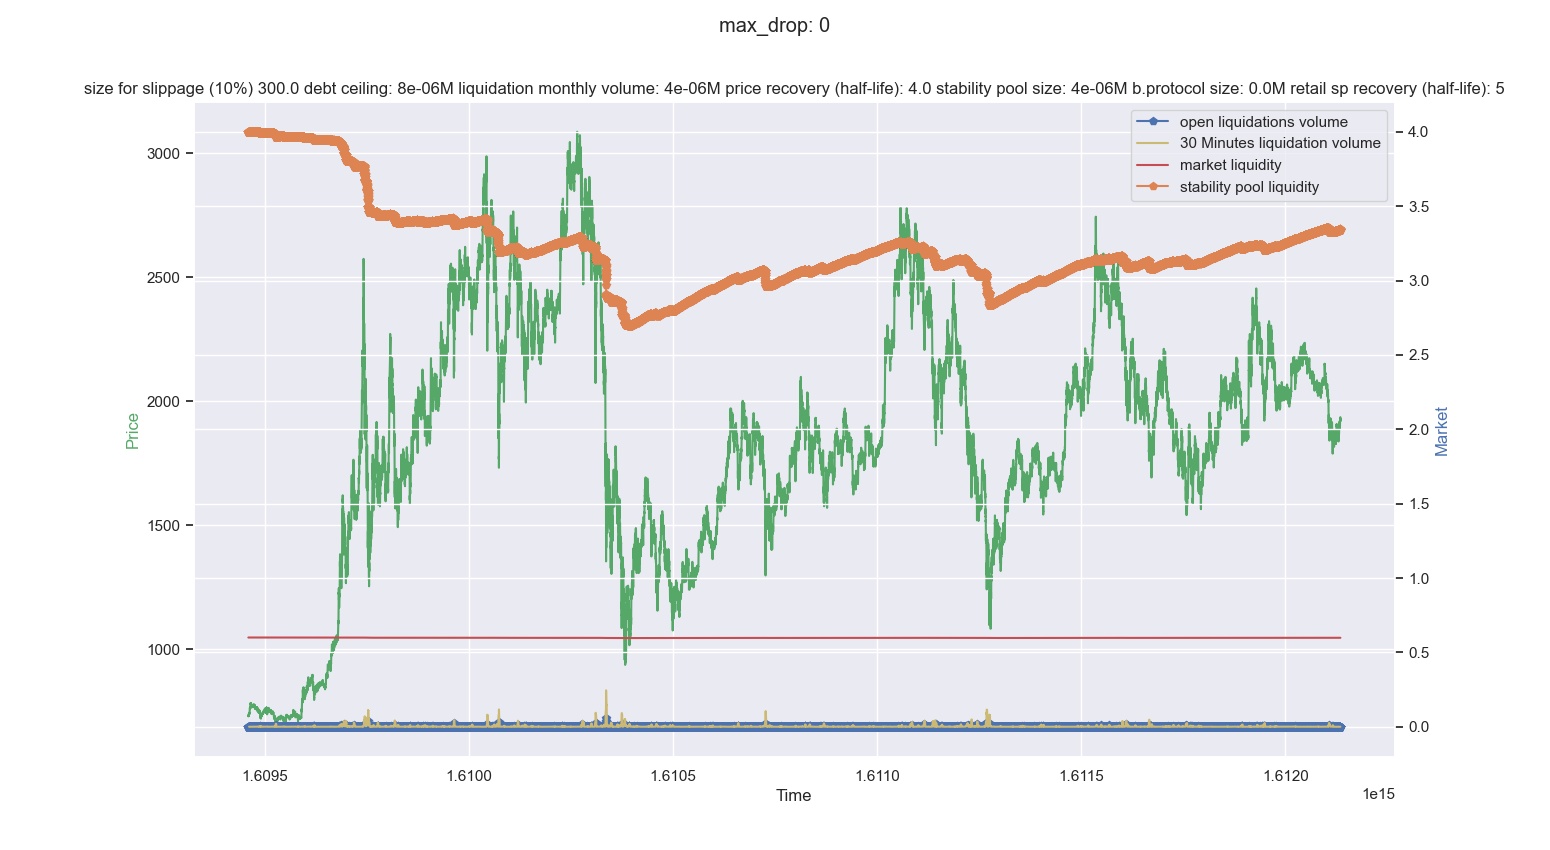 max_drop: 0
size for slippage (10%) 300.0 debt ceiling: 8e-06M liquidation monthly volume: 4e-06M price recovery (half-life): 4.0 stability pool size: 4e-06M b.protocol size: 0.0M retail sp recovery (half-life): 5
open liquidations volume
30 Minutes liquidation volume
market liquidity
stability pool liquidity
3000
2500
2000
1500
1000
Price
4.0
3.5
3.0
2.5
2.0
1.5
1.0
0.5
0.0
Market
1.6095
1.6100
1.6105
1.6110
1.6115
1.6120
Time
1e15